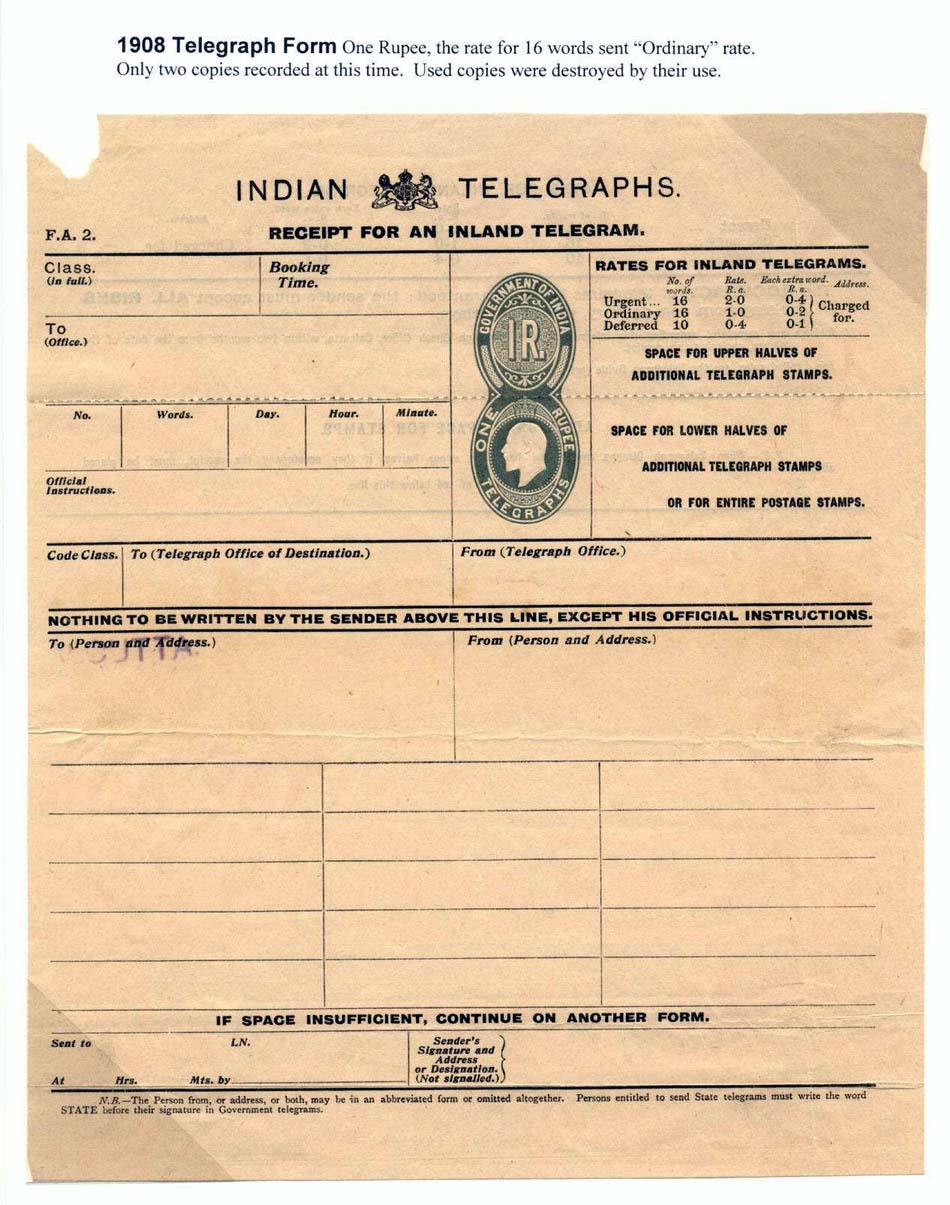 1908 Telegraph Form One Rupee, the rate for 16 words sent “Ordinary” rate.
Only two copies recorded at this time. Used copies were destroyed by their use.
INDIAN TELEGRAPHS.
F.A. 2.
RECEIPT FOR AN INLAND TELEGRAM.
Class.
(In full.)
Booking
Time.
To
(Office.)
GOVERNMENT OF INDIA
1R.
ONE RUPEE
TELEGRAPHS
RATES FOR INLAND TELEGRAMS.
No. of words. Rate. R. a. Each extra word. R. a. Address.
Urgent... 16 2-0 0-4
Ordinary 16 1-0 0-2
Deferred 10 0-4 0-1
Charged
for.
SPACE FOR UPPER HALVES OF
ADDITIONAL TELEGRAPH STAMPS.
No. Words. Day. Hour. Minute.
SPACE FOR LOWER HALVES OF
ADDITIONAL TELEGRAPH STAMPS
OR FOR ENTIRE POSTAGE STAMPS.
Official
Instructions.
Code Class. To (Telegraph Office of Destination.) From (Telegraph Office.)
NOTHING TO BE WRITTEN BY THE SENDER ABOVE THIS LINE, EXCEPT HIS OFFICIAL INSTRUCTIONS.
To (Person and Address.) From (Person and Address.)
IF SPACE INSUFFICIENT, CONTINUE ON ANOTHER FORM.
Sent to LN.
At Hrs. Mts. by
Sender's
Signature and
Address
or Designation.
(Not signalled.)
N.B.—The Person from, or address, or both, may be in an abbreviated form or omitted altogether. Persons entitled to send State telegrams must write the word
STATE before their signature in Government telegrams.